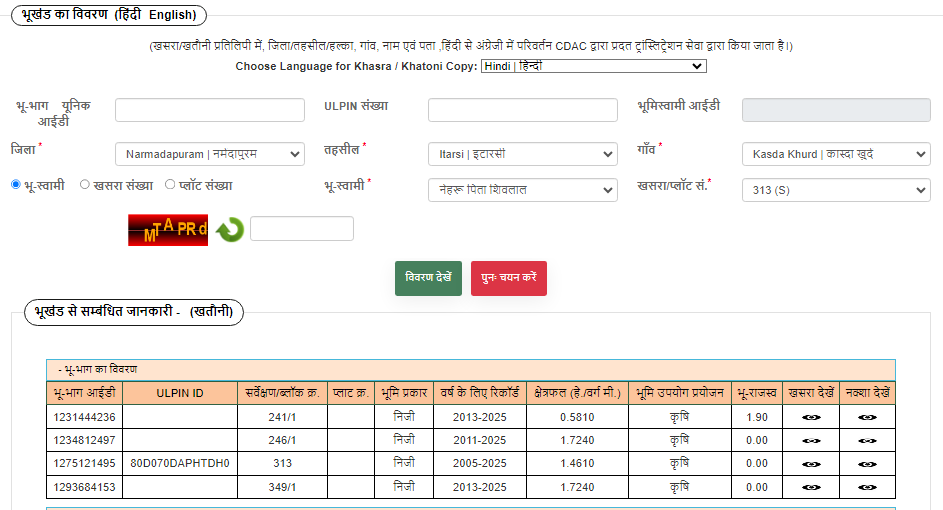 भूखंड का विवरण (हिंदी English)
(खसरा/खतौनी प्रतिलिपी में, जिला/तहसील/हल्का, गांव, नाम एवं पता ,हिंदी से अंग्रेजी में परिवर्तन CDAC द्वारा प्रदत ट्रांस्लिट्रेशन सेवा द्वारा किया जाता है।)
Choose Language for Khasra / Khatoni Copy: Hindi | हिन्दी
भू-भाग यूनिक आईडी ULPIN संख्या भूमिस्वामी आईडी
जिला * Narmadapuram | नर्मदापुरम तहसील * Itarsi | इटारसी गाँव * Kasda Khurd | कास्दा खुर्द
भू-स्वामी खसरा संख्या प्लॉट संख्या भू-स्वामी * नेहरू पिता शिवलाल खसरा/प्लॉट सं.* 313 (S)
MTAPRd
विवरण देखें पुनः चयन करें
भूखंड से सम्बंधित जानकारी - (खतौनी)
- भू-भाग का विवरण
भू-भाग आईडी ULPIN ID सर्वेक्षण/ब्लॉक क्र. प्लाट क्र. भूमि प्रकार वर्ष के लिए रिकॉर्ड क्षेत्रफल (हे./वर्ग मी.) भूमि उपयोग प्रयोजन भू-राजस्व खसरा देखें नक्शा देखें
1231444236 241/1 निजी 2013-2025 0.5810 कृषि 1.90
1234812497 246/1 निजी 2011-2025 1.7240 कृषि 0.00
1275121495 80D070DAPHTDH0 313 निजी 2005-2025 1.4610 कृषि 0.00
1293684153 349/1 निजी 2013-2025 1.7240 कृषि 0.00